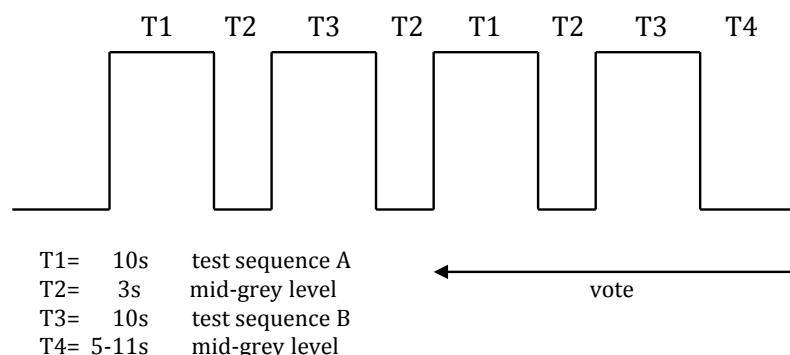 T1 T2 T3 T2 T1 T2 T3 T4
T1= 10s test sequence A
T2= 3s mid-grey level
T3= 10s test sequence B
T4= 5-11s mid-grey level
vote